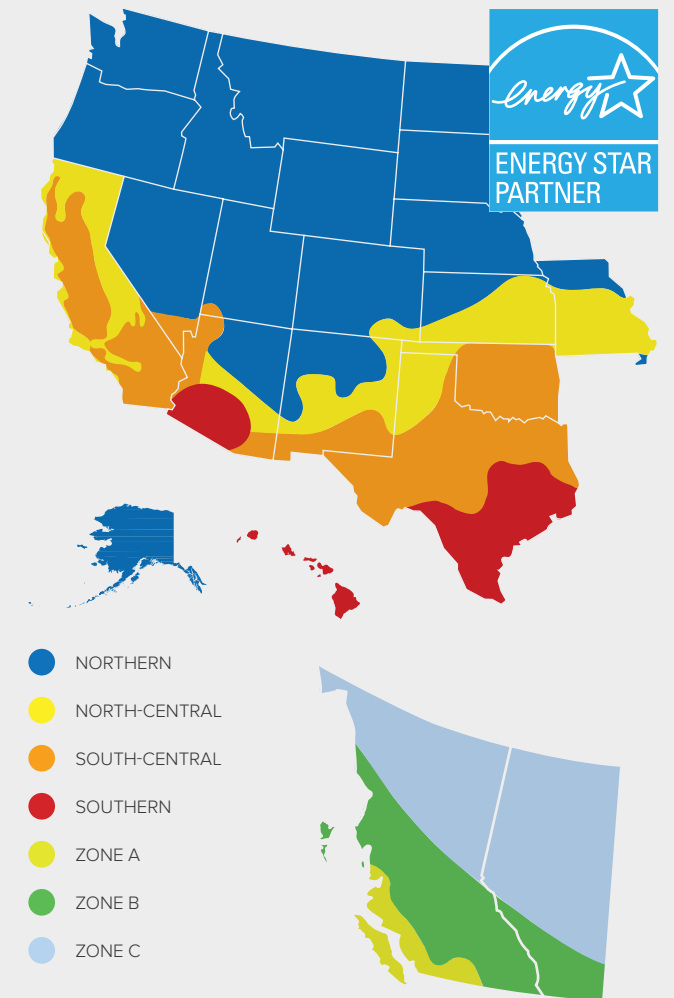 energy
ENERGY STAR
PARTNER
NORTHERN
NORTH-CENTRAL
SOUTH-CENTRAL
SOUTHERN
ZONE A
ZONE B
ZONE C